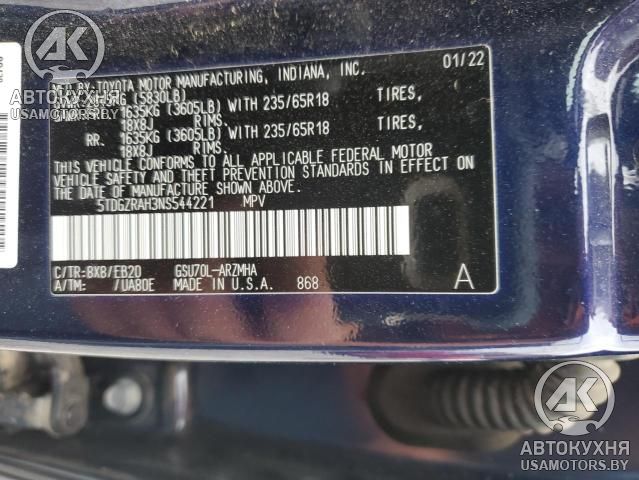 АК
АВТОКУХНЯ
USAMOTORS.BY
MFD BY: TOYOTA MOTOR MANUFACTURING, INDIANA, INC. 01/22
(5830LB)
1635KG (3605LB) WITH 235/65R18 TIRES,
18X8J RIMS.
RR. 1635KG (3605LB) WITH 235/65R18 TIRES,
18X8J RIMS.
THIS VEHICLE CONFORMS TO ALL APPLICABLE FEDERAL MOTOR
VEHICLE SAFETY AND THEFT PREVENTION STANDARDS IN EFFECT ON
THE DATE OF MANUFACTURE SHOWN ABOVE.
5TDGZRAH3NS544221 MPV
C/TR:8X8/EB20 GSU70L-ARZMHA
A/TM: /UA80E MADE IN U.S.A. 868 A
АК
АВТОКУХНЯ
USAMOTORS.BY